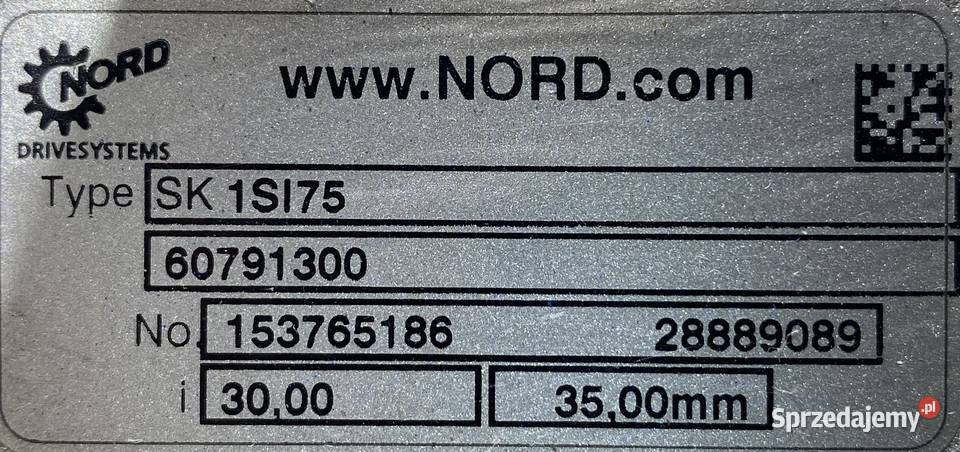 NORD
DRIVESYSTEMS
www.NORD.com
Type SK 1SI75
60791300
No. 153765186 28889089
i 30,00 35,00mm
Sprzedajemy.pl